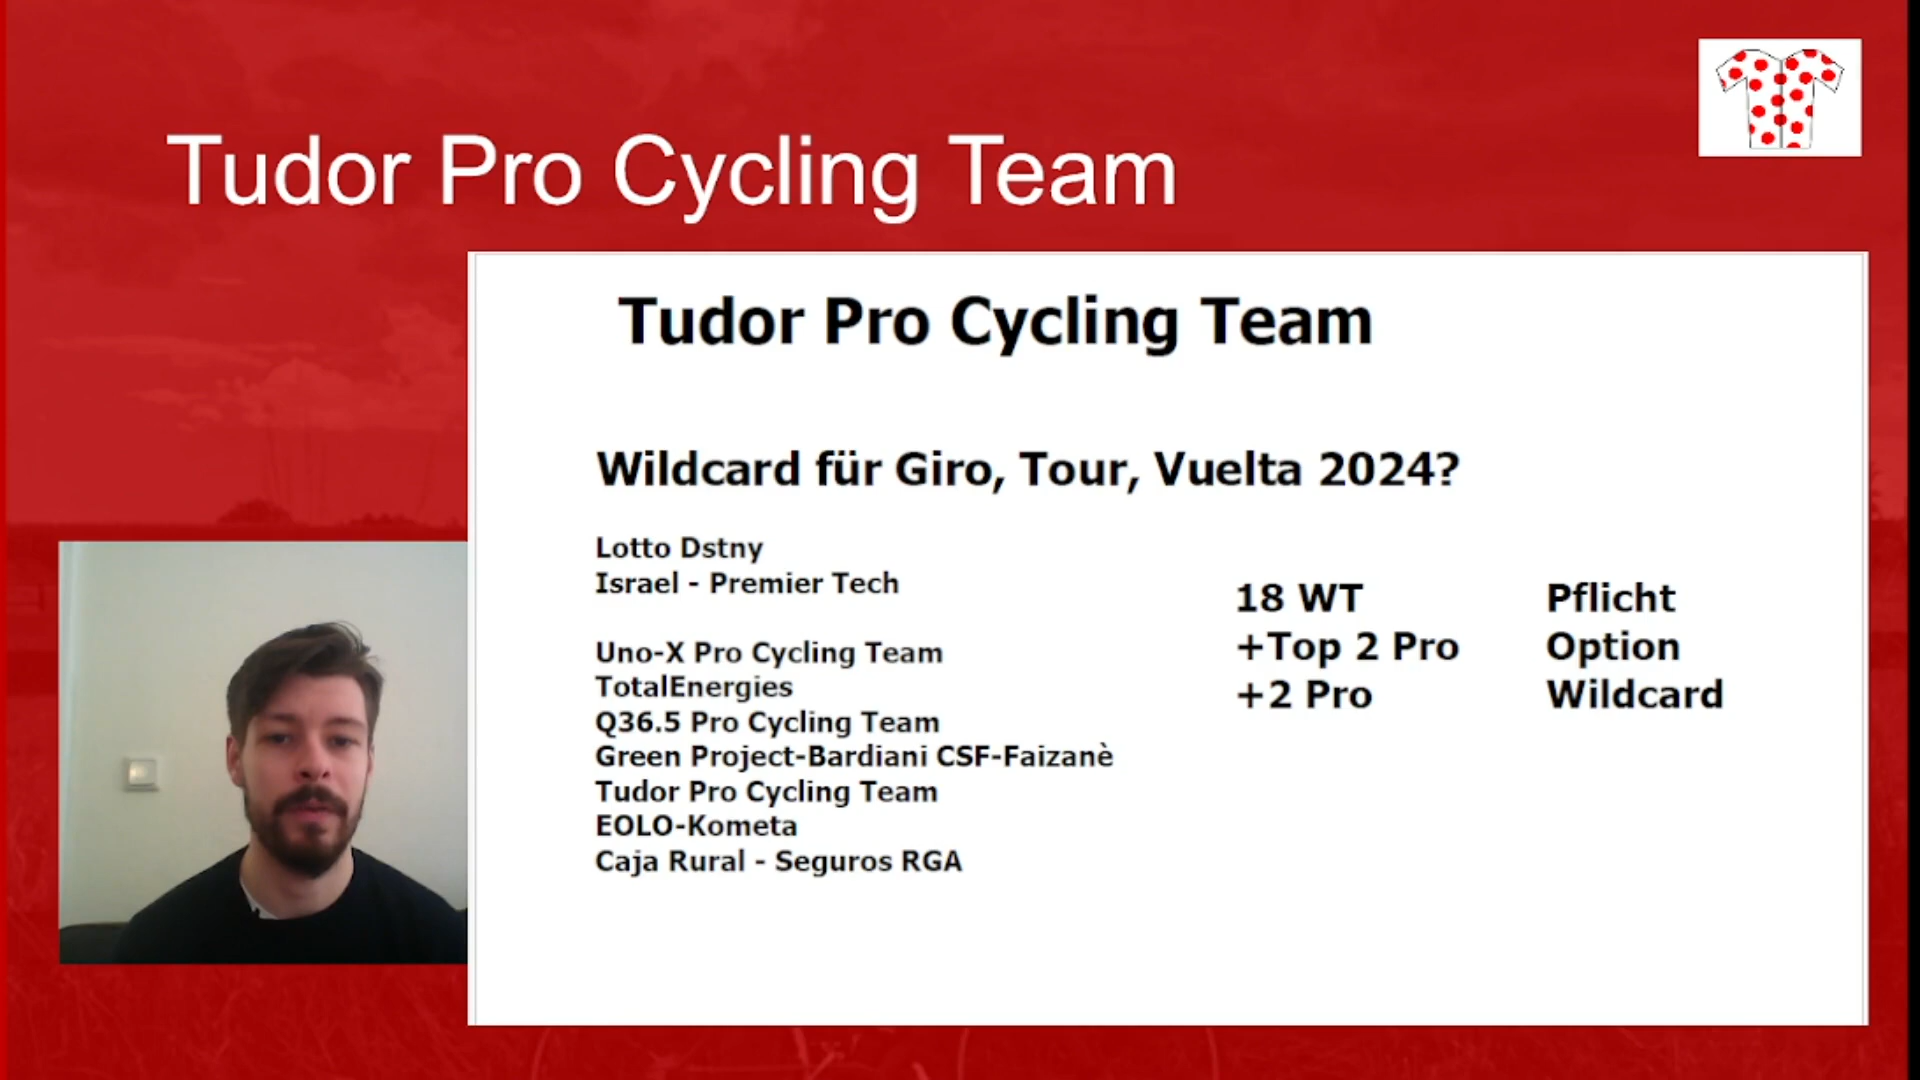 Tudor Pro Cycling Team
Tudor Pro Cycling Team
Wildcard für Giro, Tour, Vuelta 2024?
Lotto Dstny
Israel - Premier Tech
Uno-X Pro Cycling Team
TotalEnergies
Q36.5 Pro Cycling Team
Green Project-Bardiani CSF-Faizanè
Tudor Pro Cycling Team
EOLO-Kometa
Caja Rural - Seguros RGA
18 WT Pflicht
+Top 2 Pro Option
+2 Pro Wildcard